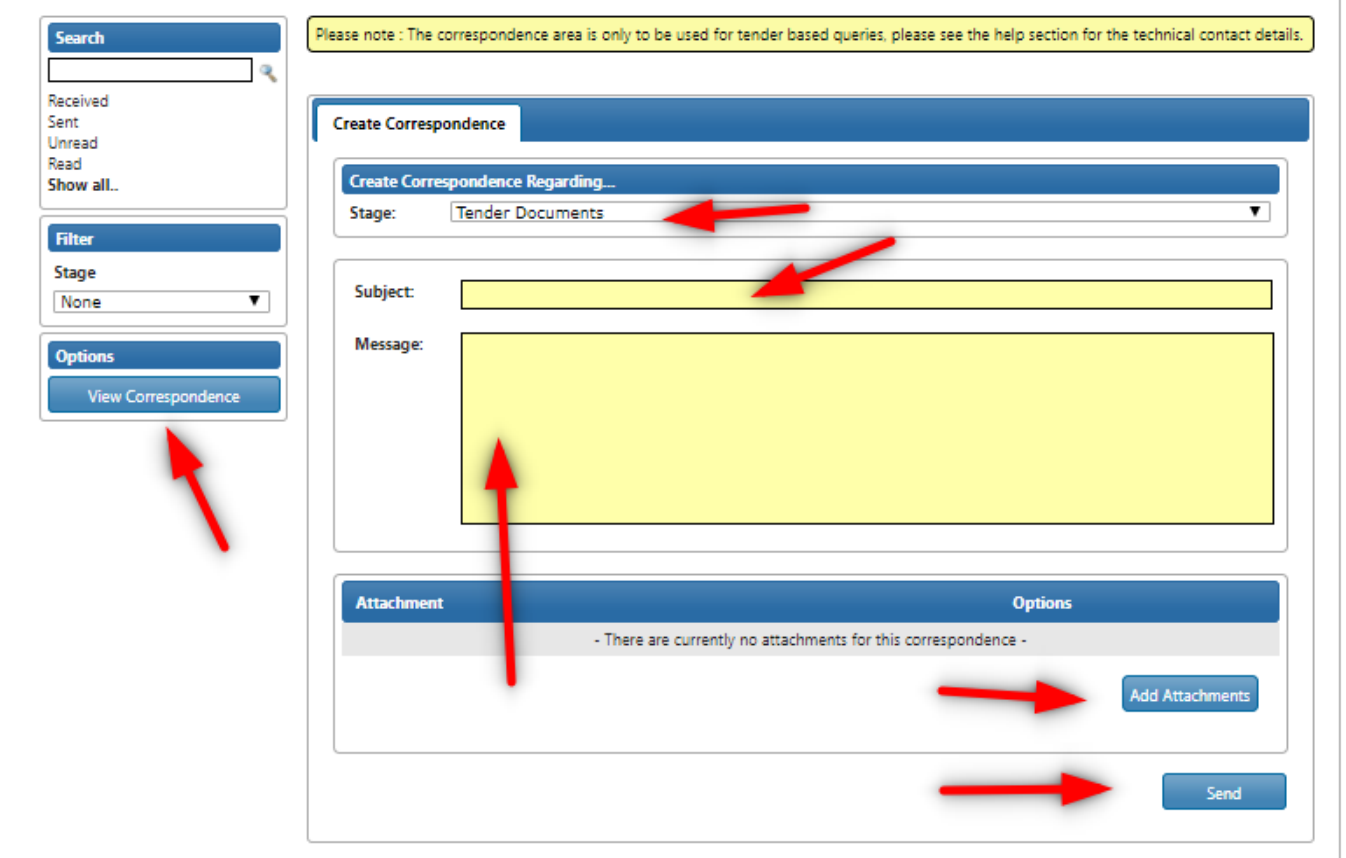 Search
Received
Sent
Unread
Read
Show all..
Filter
Stage
None
Options
View Correspondence
Please note : The correspondence area is only to be used for tender based queries, please see the help section for the technical contact details.
Create Correspondence
Create Correspondence Regarding...
Stage: Tender Documents
Subject:
Message:
Attachment Options
- There are currently no attachments for this correspondence -
Add Attachments
Send